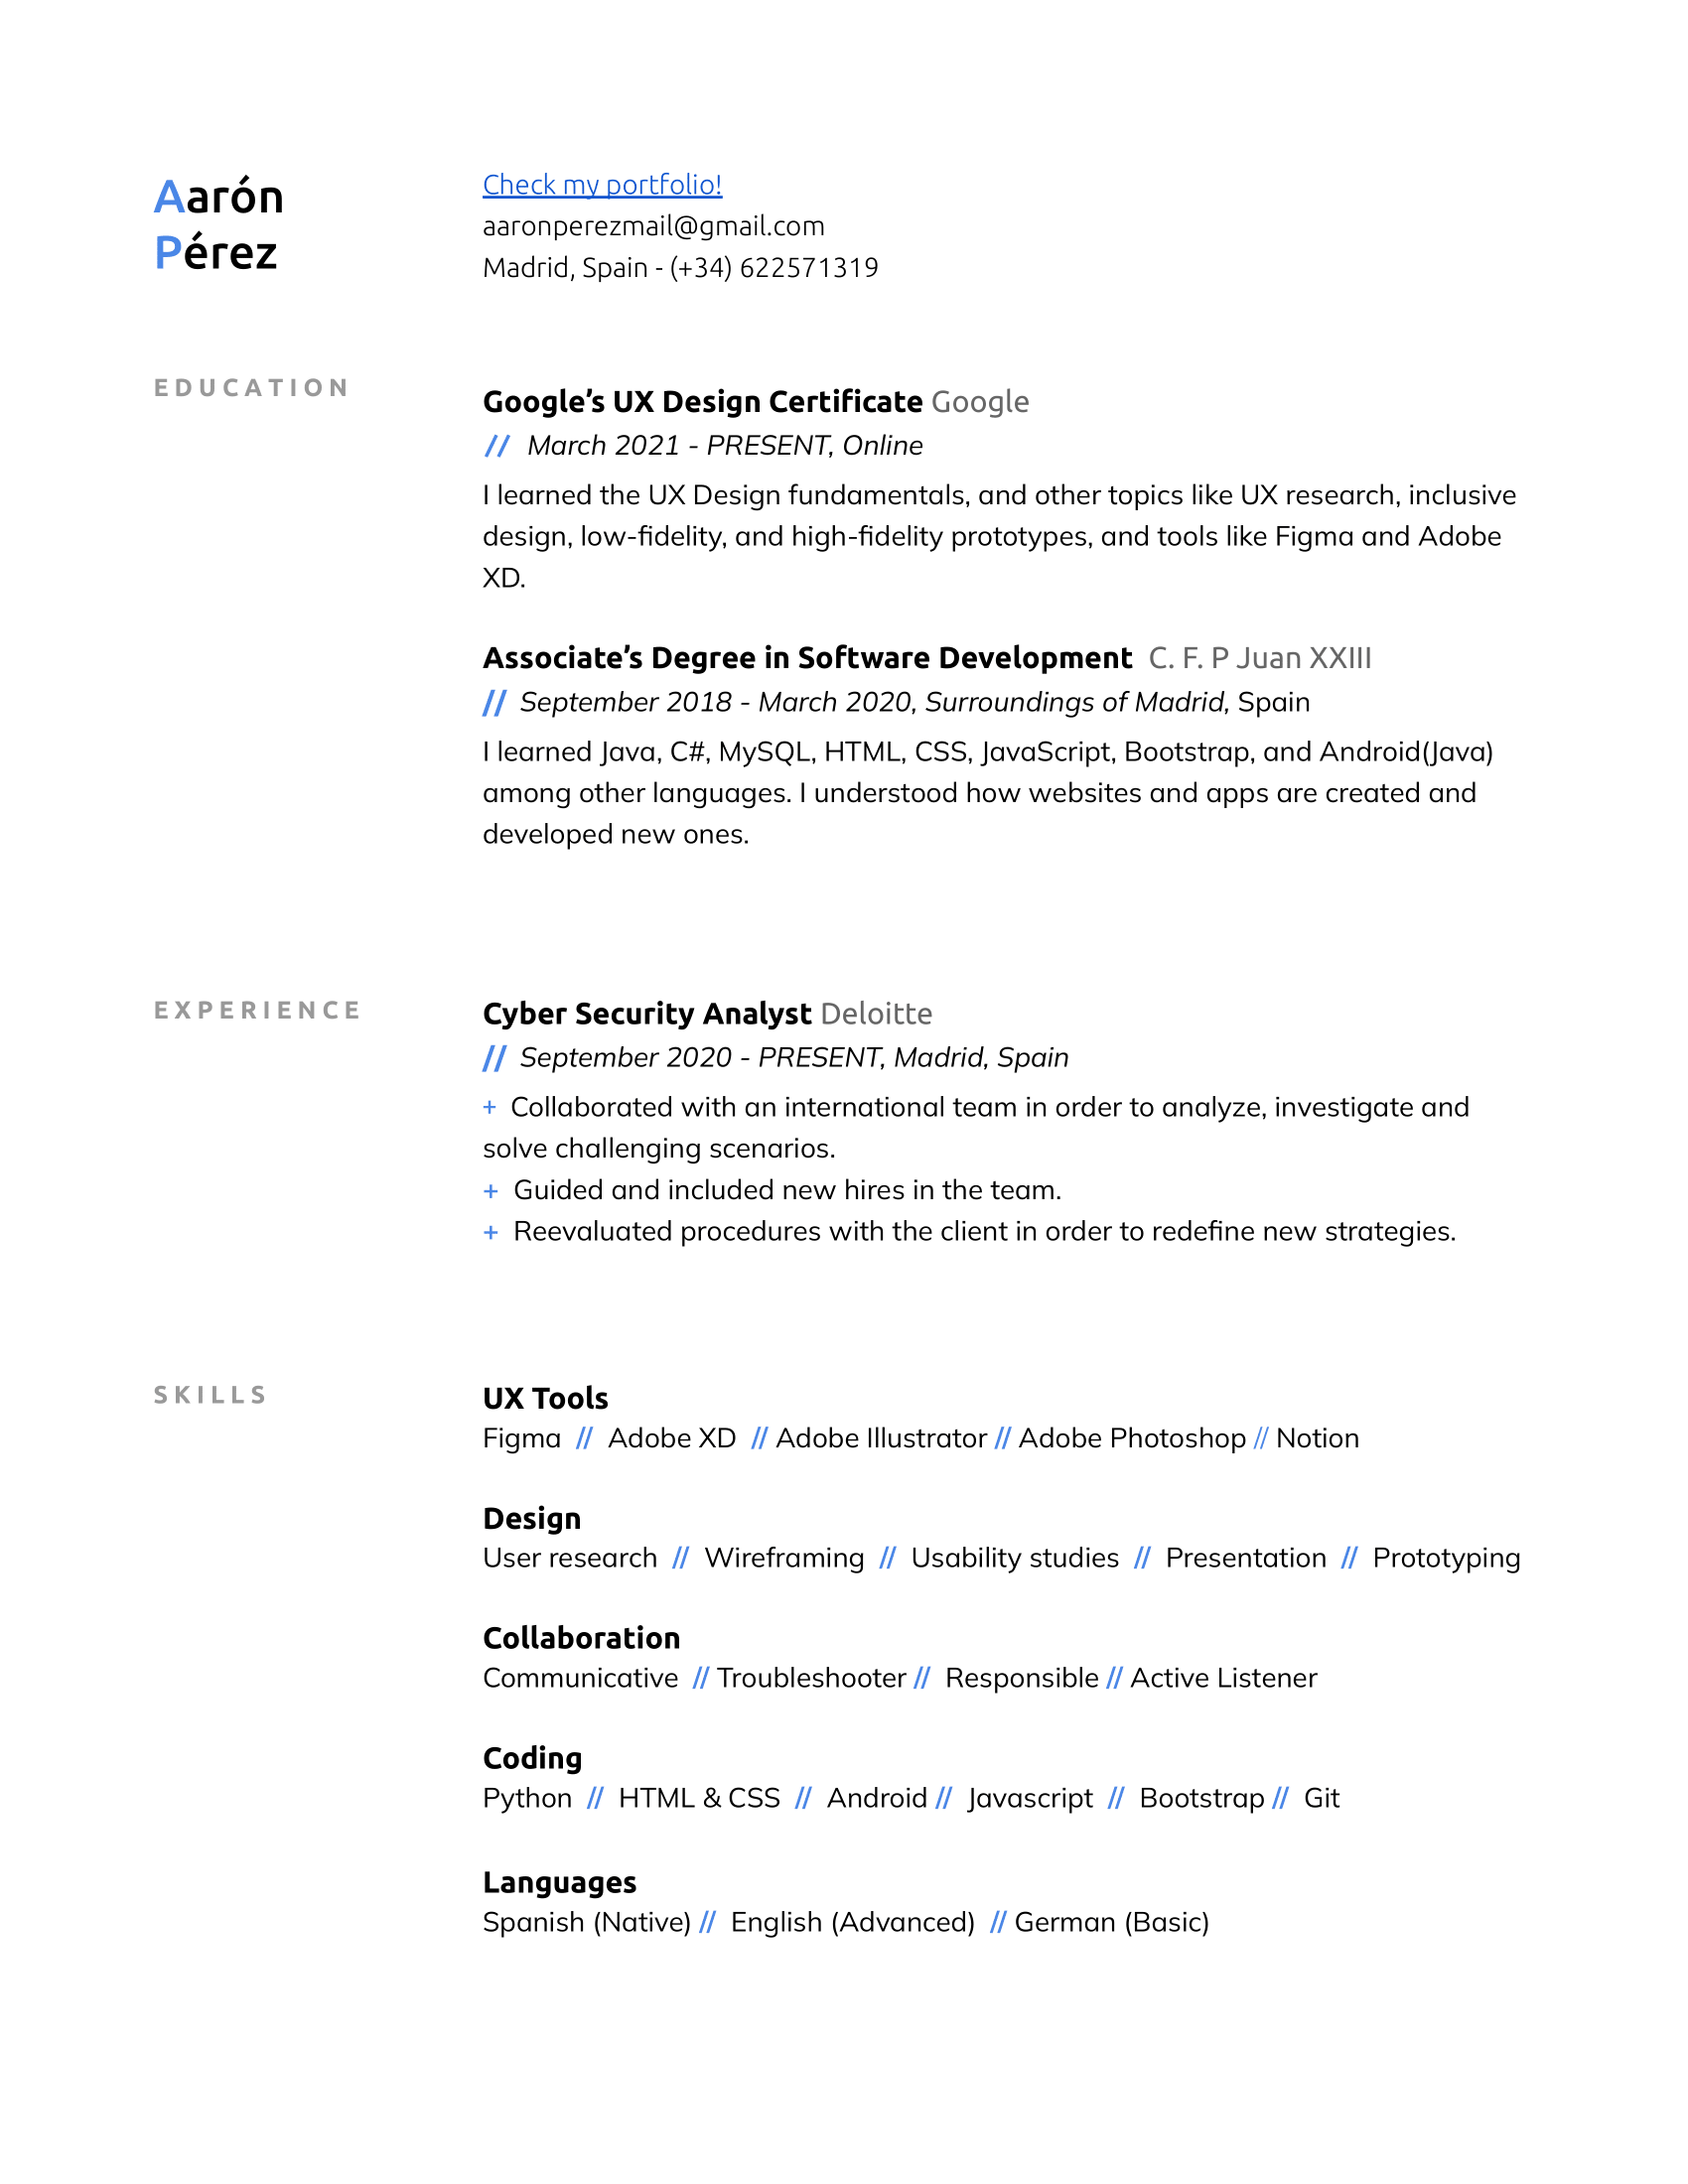 Aarón
Pérez
Check my portfolio!
aaronperezmail@gmail.com
Madrid, Spain - (+34) 622571319
EDUCATION
Google’s UX Design Certificate Google
// March 2021 - PRESENT, Online
I learned the UX Design fundamentals, and other topics like UX research, inclusive
design, low-fidelity, and high-fidelity prototypes, and tools like Figma and Adobe
XD.
Associate’s Degree in Software Development C. F. P Juan XXIII
// September 2018 - March 2020, Surroundings of Madrid, Spain
I learned Java, C#, MySQL, HTML, CSS, JavaScript, Bootstrap, and Android(Java)
among other languages. I understood how websites and apps are created and
developed new ones.
EXPERIENCE
Cyber Security Analyst Deloitte
// September 2020 - PRESENT, Madrid, Spain
+ Collaborated with an international team in order to analyze, investigate and
solve challenging scenarios.
+ Guided and included new hires in the team.
+ Reevaluated procedures with the client in order to redefine new strategies.
SKILLS
UX Tools
Figma // Adobe XD // Adobe Illustrator // Adobe Photoshop // Notion
Design
User research // Wireframing // Usability studies // Presentation // Prototyping
Collaboration
Communicative // Troubleshooter // Responsible // Active Listener
Coding
Python // HTML & CSS // Android // Javascript // Bootstrap // Git
Languages
Spanish (Native) // English (Advanced) // German (Basic)